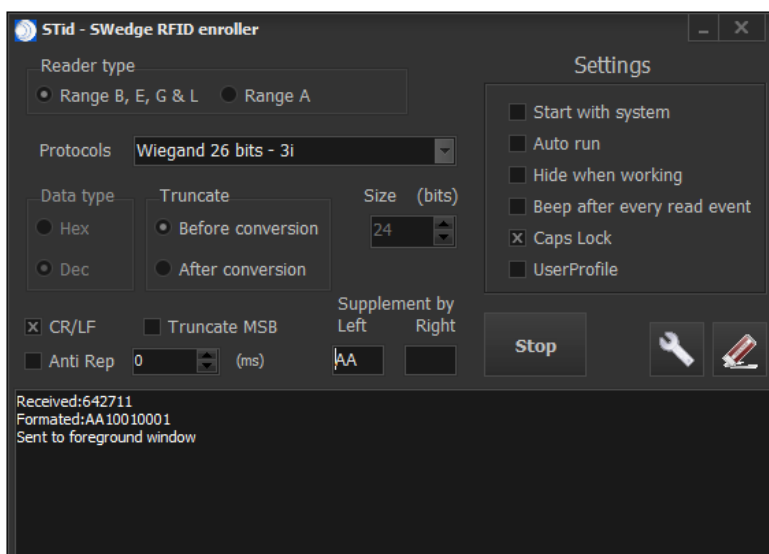 STid - SWedge RFID enroller
Reader type
Range B, E, G & L Range A
Protocols Wiegand 26 bits - 3i
Data type
Hex
Dec
Truncate
Before conversion
After conversion
Size (bits)
24
CR/LF Truncate MSB
Anti Rep 0 (ms)
Supplement by
Left Right
AA
Settings
Start with system
Auto run
Hide when working
Beep after every read event
Caps Lock
UserProfile
Stop
Received:642711
Formated:AA10010001
Sent to foreground window